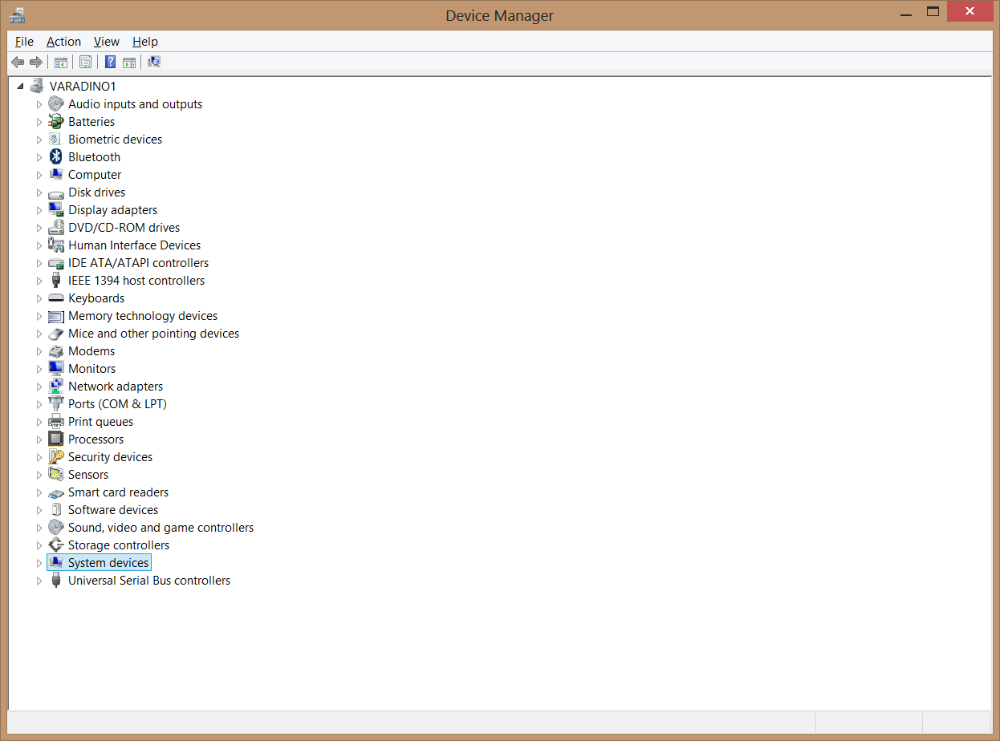 Device Manager
File Action View Help
VARADINO1
Audio inputs and outputs
Batteries
Biometric devices
Bluetooth
Computer
Disk drives
Display adapters
DVD/CD-ROM drives
Human Interface Devices
IDE ATA/ATAPI controllers
IEEE 1394 host controllers
Keyboards
Memory technology devices
Mice and other pointing devices
Modems
Monitors
Network adapters
Ports (COM & LPT)
Print queues
Processors
Security devices
Sensors
Smart card readers
Software devices
Sound, video and game controllers
Storage controllers
System devices
Universal Serial Bus controllers